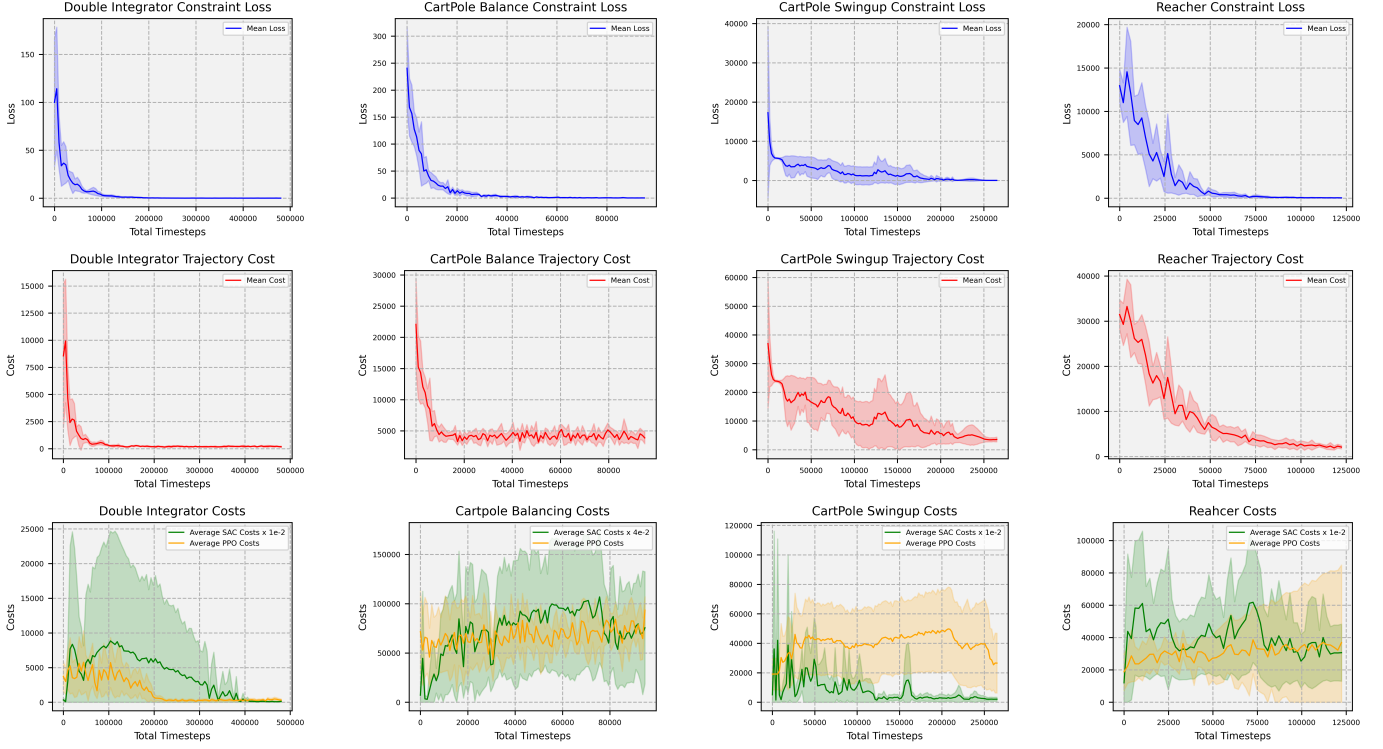 Double Integrator Constraint Loss
Loss
150
100
50
0
Mean Loss
0 100000 200000 300000 400000 500000
Total Timesteps
CartPole Balance Constraint Loss
Loss
300
250
200
150
100
50
0
Mean Loss
0 20000 40000 60000 80000
Total Timesteps
CartPole Swingup Constraint Loss
Loss
40000
30000
20000
10000
0
Mean Loss
0 50000 100000 150000 200000 250000
Total Timesteps
Reacher Constraint Loss
Loss
20000
15000
10000
5000
0
Mean Loss
0 25000 50000 75000 100000 125000
Total Timesteps
Double Integrator Trajectory Cost
Cost
15000
12500
10000
7500
5000
2500
0
Mean Cost
0 100000 200000 300000 400000 500000
Total Timesteps
CartPole Balance Trajectory Cost
Cost
30000
25000
20000
15000
10000
5000
Mean Cost
0 20000 40000 60000 80000
Total Timesteps
CartPole Swingup Trajectory Cost
Cost
60000
50000
40000
30000
20000
10000
0
Mean Cost
0 50000 100000 150000 200000 250000
Total Timesteps
Reacher Trajectory Cost
Cost
40000
30000
20000
10000
0
Mean Cost
0 25000 50000 75000 100000 125000
Total Timesteps
Double Integrator Costs
Costs
25000
20000
15000
10000
5000
0
Average SAC Costs x 1e-2
Average PPO Costs
0 100000 200000 300000 400000 500000
Total Timesteps
Cartpole Balancing Costs
Costs
150000
100000
50000
0
Average SAC Costs x 4e-2
Average PPO Costs
0 20000 40000 60000 80000
Total Timesteps
CartPole Swingup Costs
Costs
120000
100000
80000
60000
40000
20000
0
Average SAC Costs x 1e-2
Average PPO Costs
0 50000 100000 150000 200000 250000
Total Timesteps
Reahcer Costs
Costs
100000
80000
60000
40000
20000
0
Average SAC Costs x 1e-2
Average PPO Costs
0 25000 50000 75000 100000 125000
Total Timesteps